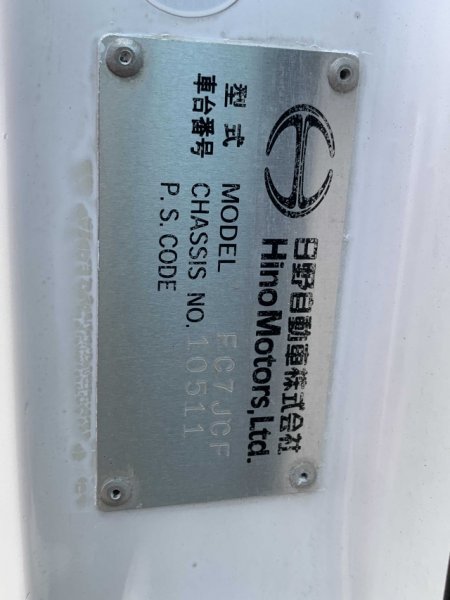 日野自動車株式会社
Hino Motors, Ltd.
型式 MODEL FC7JCF
車台番号 CHASSIS NO. 10511
P. S. CODE